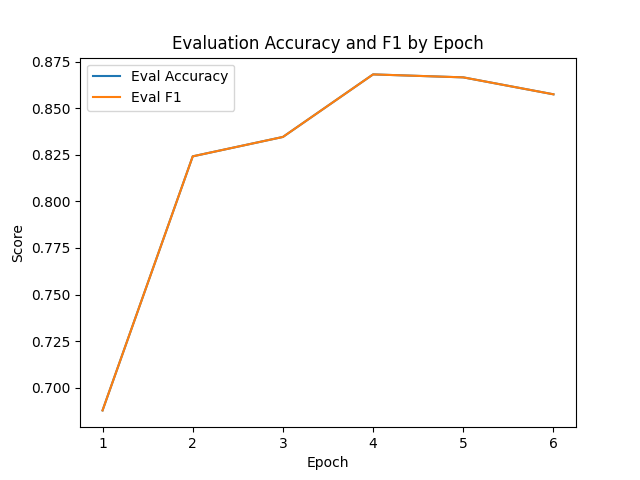 Evaluation Accuracy and F1 by Epoch
Eval Accuracy
Eval F1
0.875
0.850
0.825
0.800
0.775
0.750
0.725
0.700
Score
1 2 3 4 5 6
Epoch